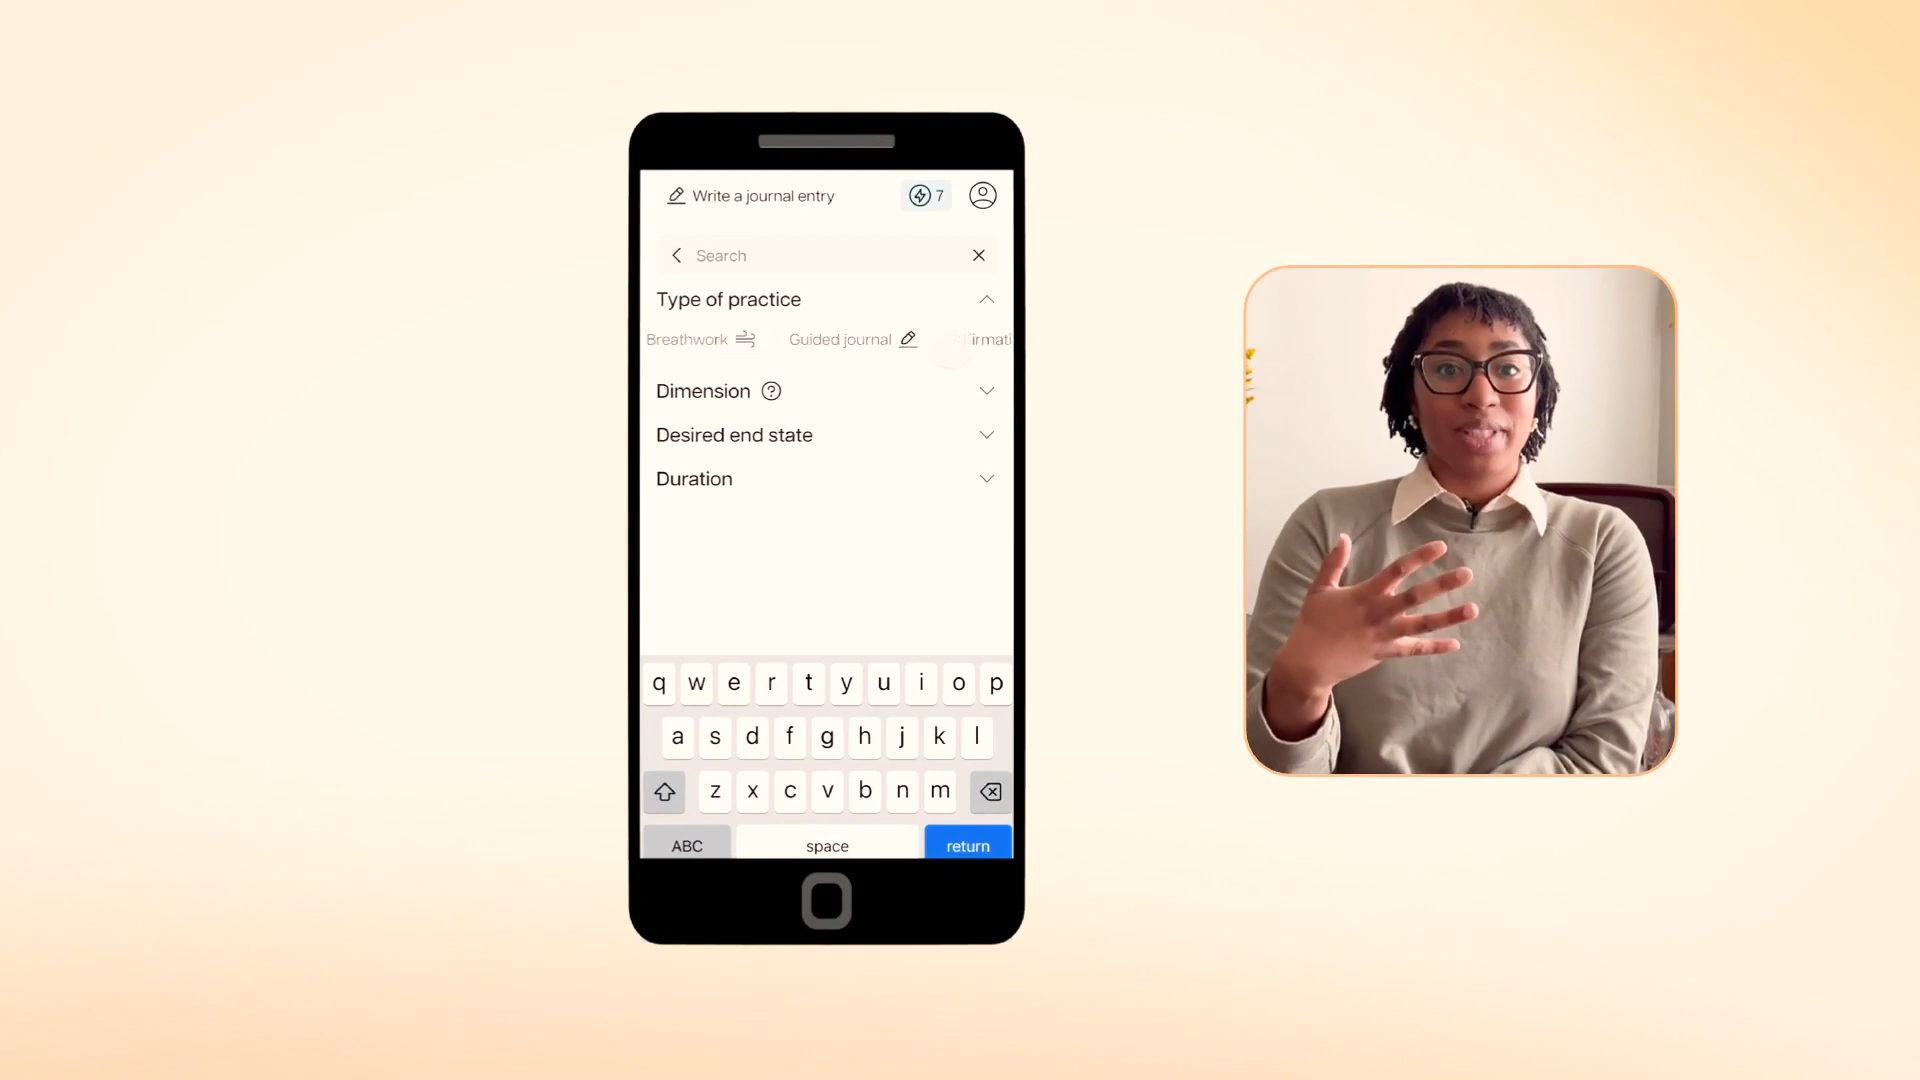 Write a journal entry
7
Search
Type of practice
Breathwork Guided journal
Dimension ?
Desired end state
Duration
q w e r t y u i o p
a s d f g h j k l
z x c v b n m
ABC space return